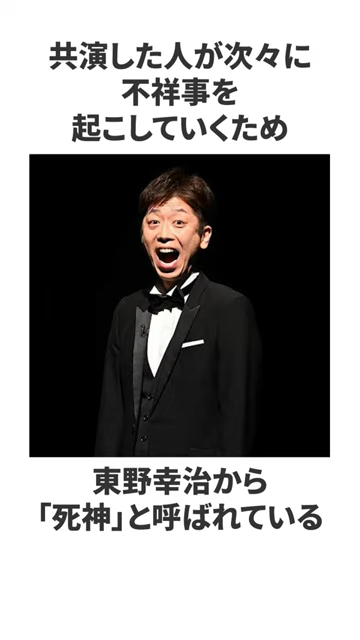 共演した人が次々に
不祥事を
起こしていくため
東野幸治から
「死神」と呼ばれている